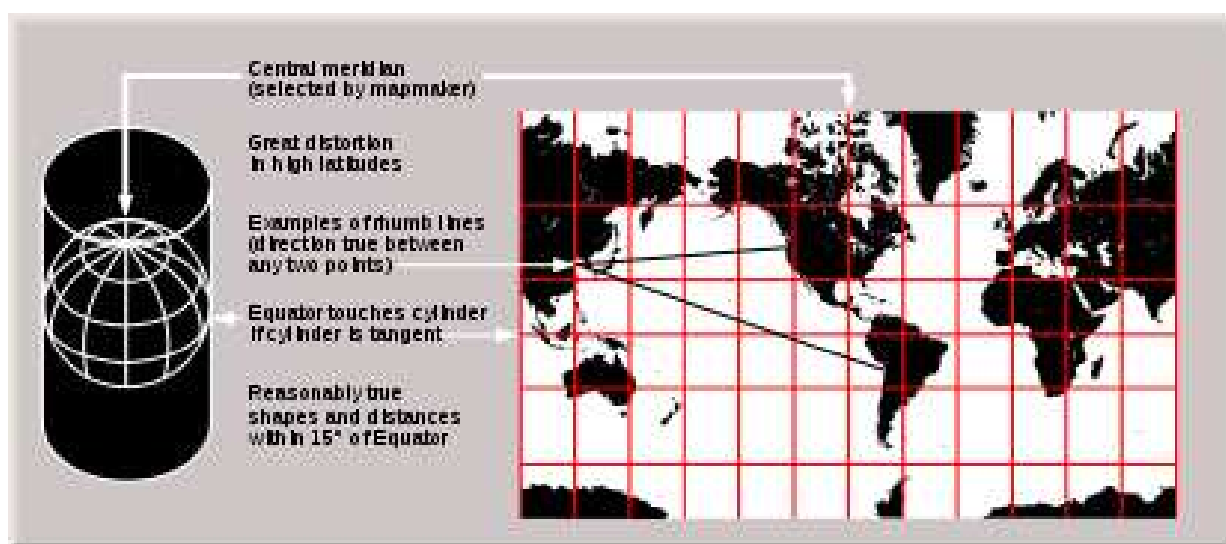 Central meridian
(selected by mapmaker)
Great distortion
in high latitudes
Examples of rhumb lines
(direction true between
any two points)
Equator touches cylinder
if cylinder is tangent
Reasonably true
shapes and distances
within 15° of Equator